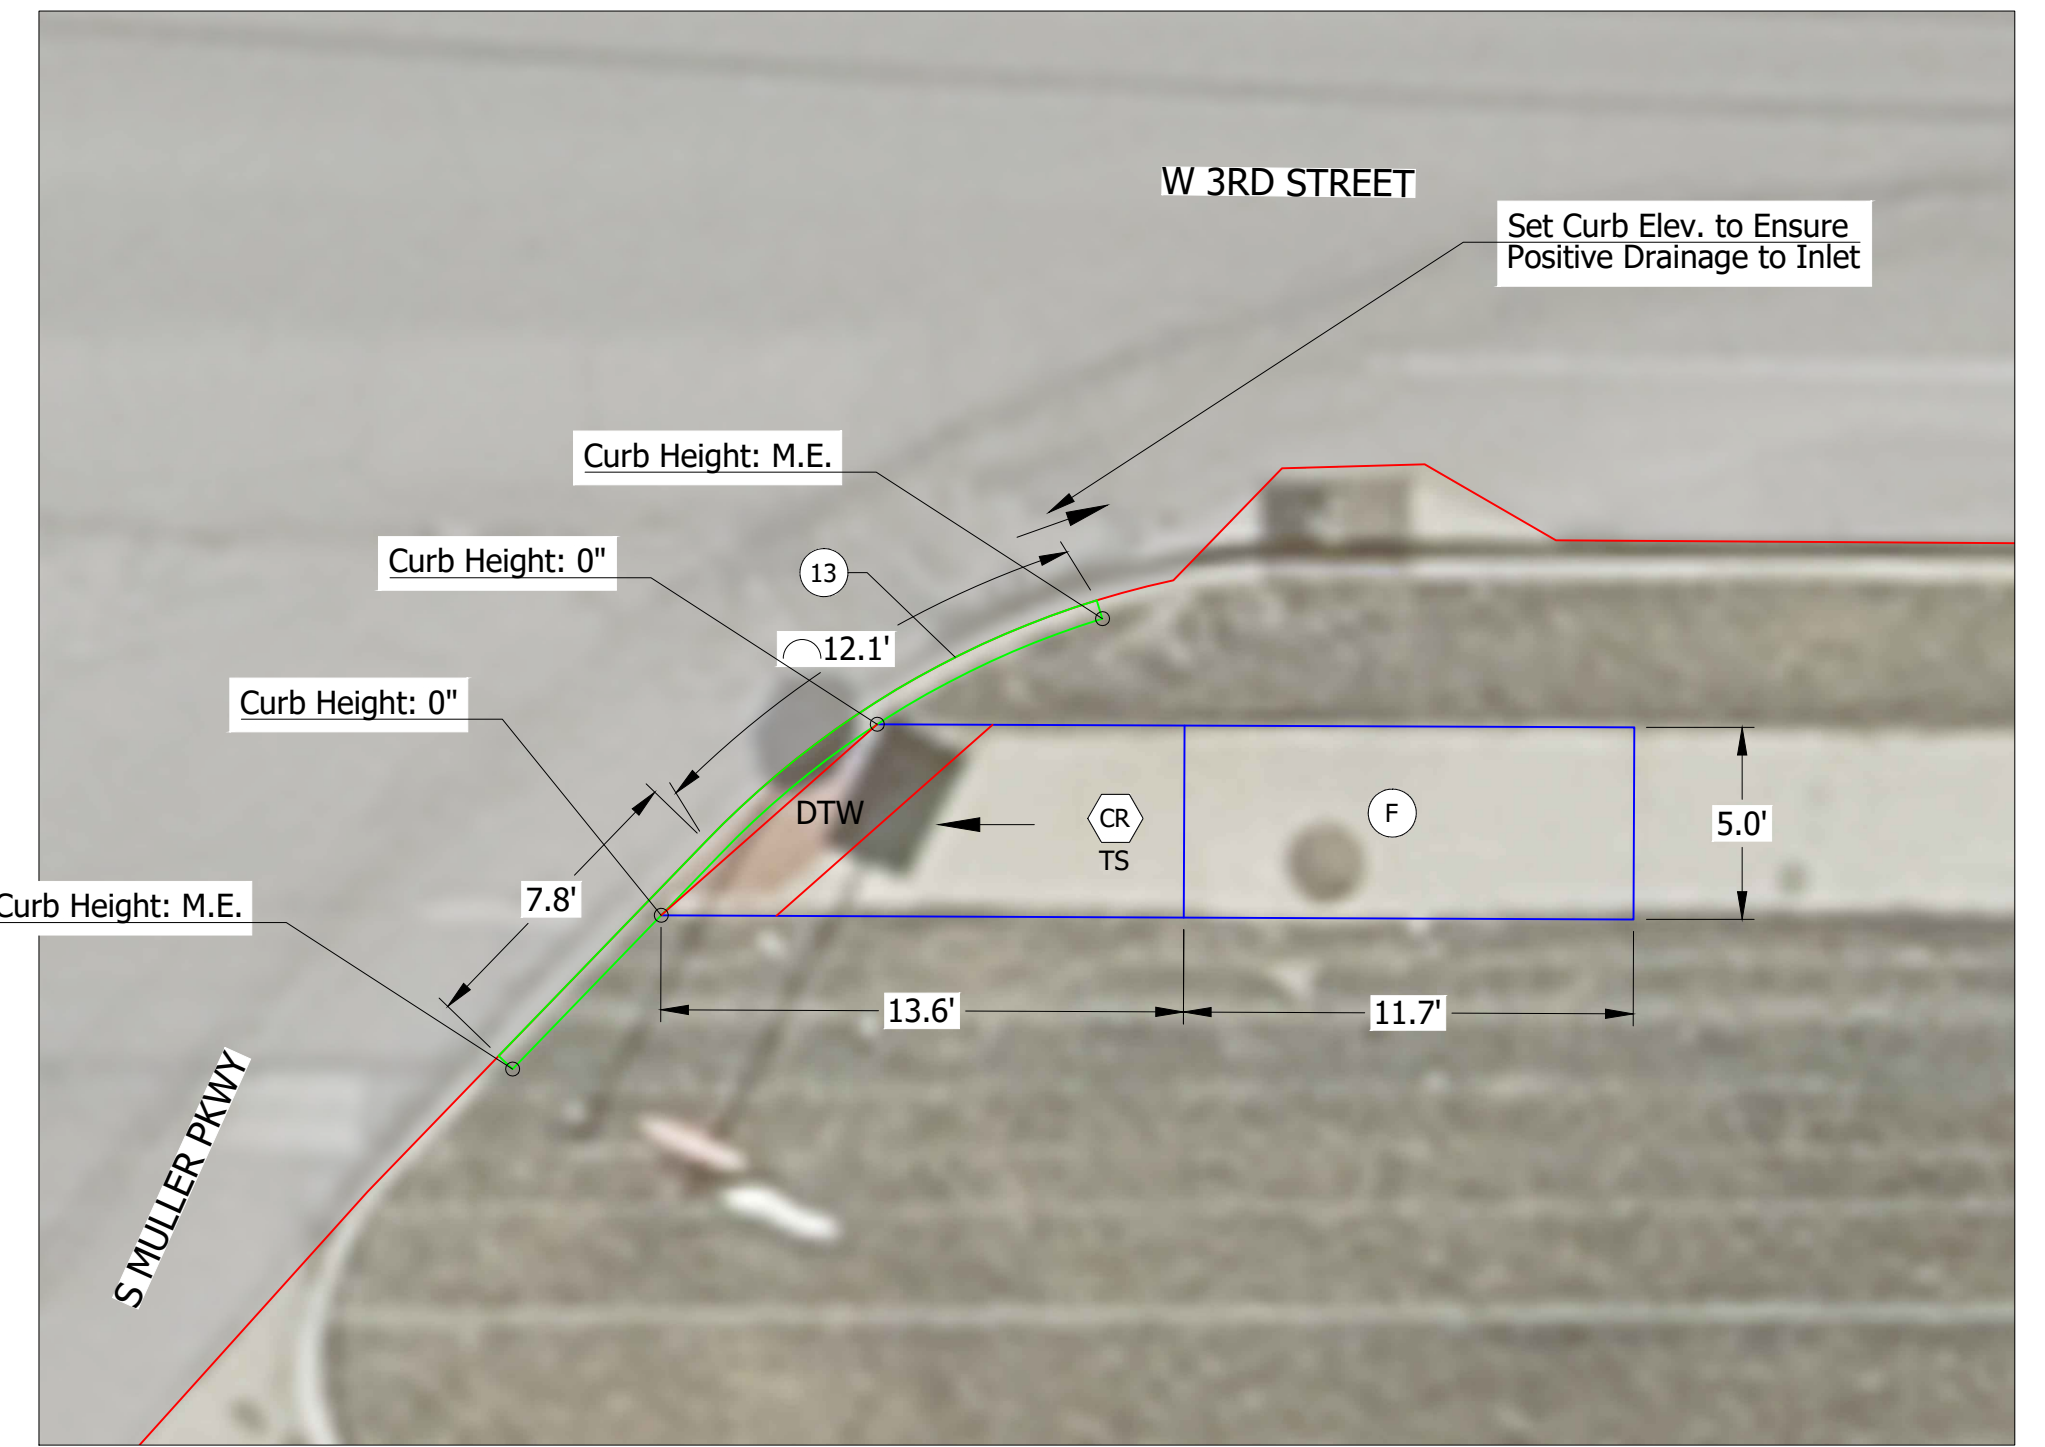 W 3RD STREET
Set Curb Elev. to Ensure
Positive Drainage to Inlet
Curb Height: M.E.
Curb Height: 0"
13
12.1'
Curb Height: 0"
DTW
CR
TS
F
5.0'
7.8'
Curb Height: M.E.
13.6'
11.7'
S MULLER PKWY